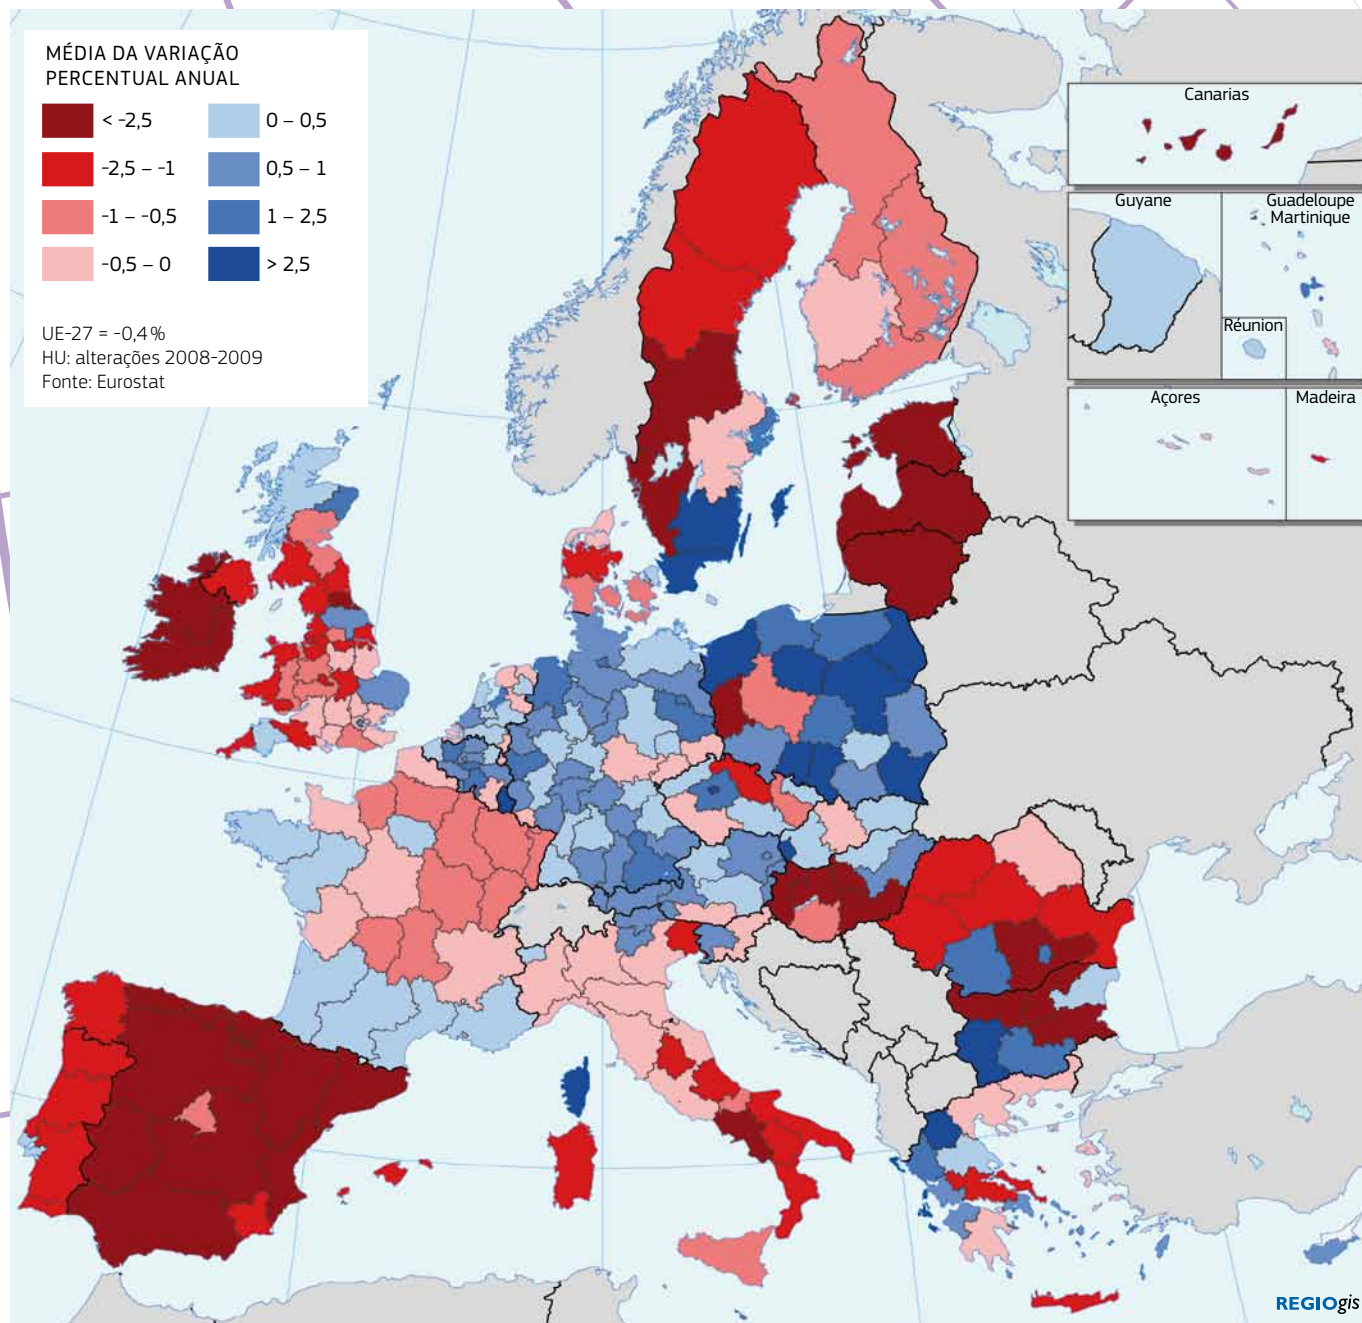 MÉDIA DA VARIAÇÃO
PERCENTUAL ANUAL
< -2,5
-2,5 – -1
-1 – -0,5
-0,5 – 0
0 – 0,5
0,5 – 1
1 – 2,5
> 2,5
UE-27 = -0,4 %
HU: alterações 2008-2009
Fonte: Eurostat
Canarias
Guyane
Guadeloupe
Martinique
Réunion
Açores
Madeira
REGIOgis